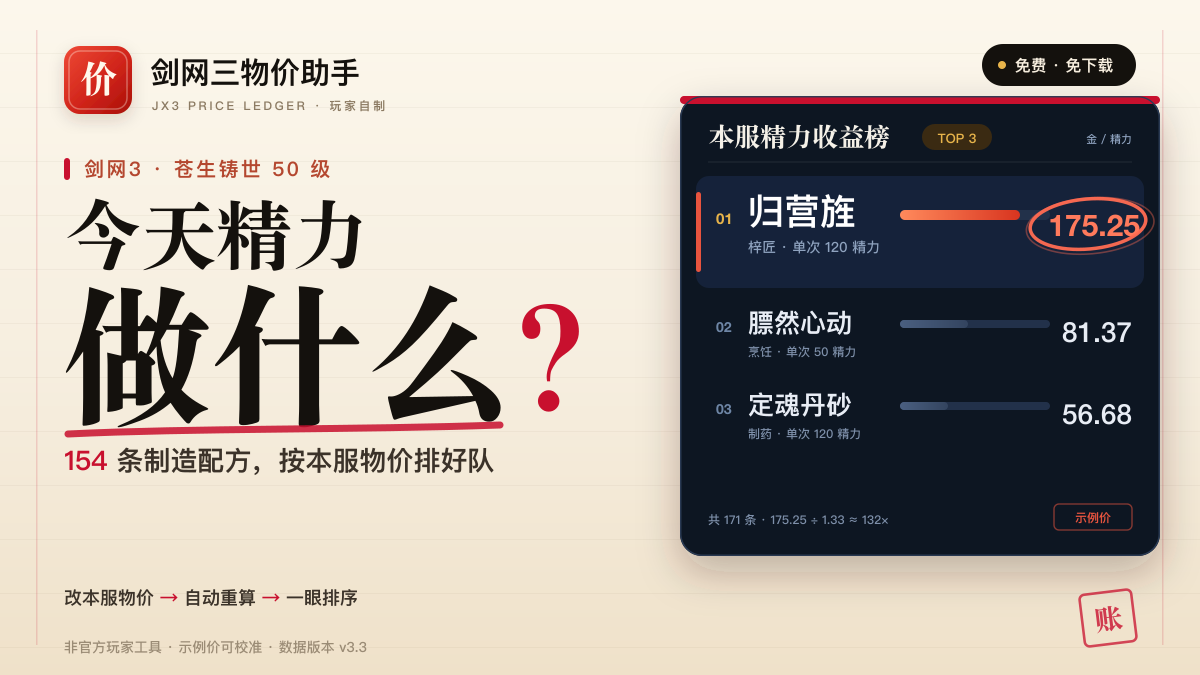 价
剑网三物价助手
JX3 PRICE LEDGER · 玩家自制
免费 · 免下载
剑网3 · 苍生铸世 50 级
今天精力
做什么?
154 条制造配方，按本服物价排好队
改本服物价 → 自动重算 → 一眼排序
非官方玩家工具 · 示例价可校准 · 数据版本 v3.3
本服精力收益榜
TOP 3
金 / 精力
01
归营旌
梓匠 · 单次 120 精力
175.25
02
膘然心动
烹饪 · 单次 50 精力
81.37
03
定魂丹砂
制药 · 单次 120 精力
56.68
共 171 条 · 175.25 ÷ 1.33 ≈ 132×
示例价
账